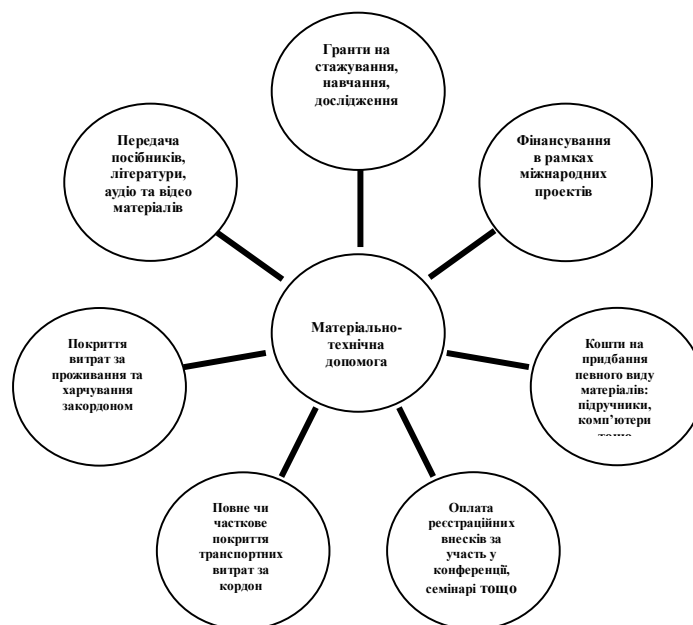 Гранти на
стажування,
навчання,
дослідження
Передача
посібників,
літератури,
аудіо та відео
матеріалів
Фінансування
в рамках
міжнародних
проектів
Матеріально-
технічна
допомога
Покриття
витрат за
проживання та
харчування
закордоном
Кошти на
придбання
певного виду
матеріалів:
підручники,
комп’ютери
тощо
Повне чи
часткове
покриття
транспортних
витрат за
кордон
Оплата
реєстраційних
внесків за
участь у
конференції,
семінарі тощо